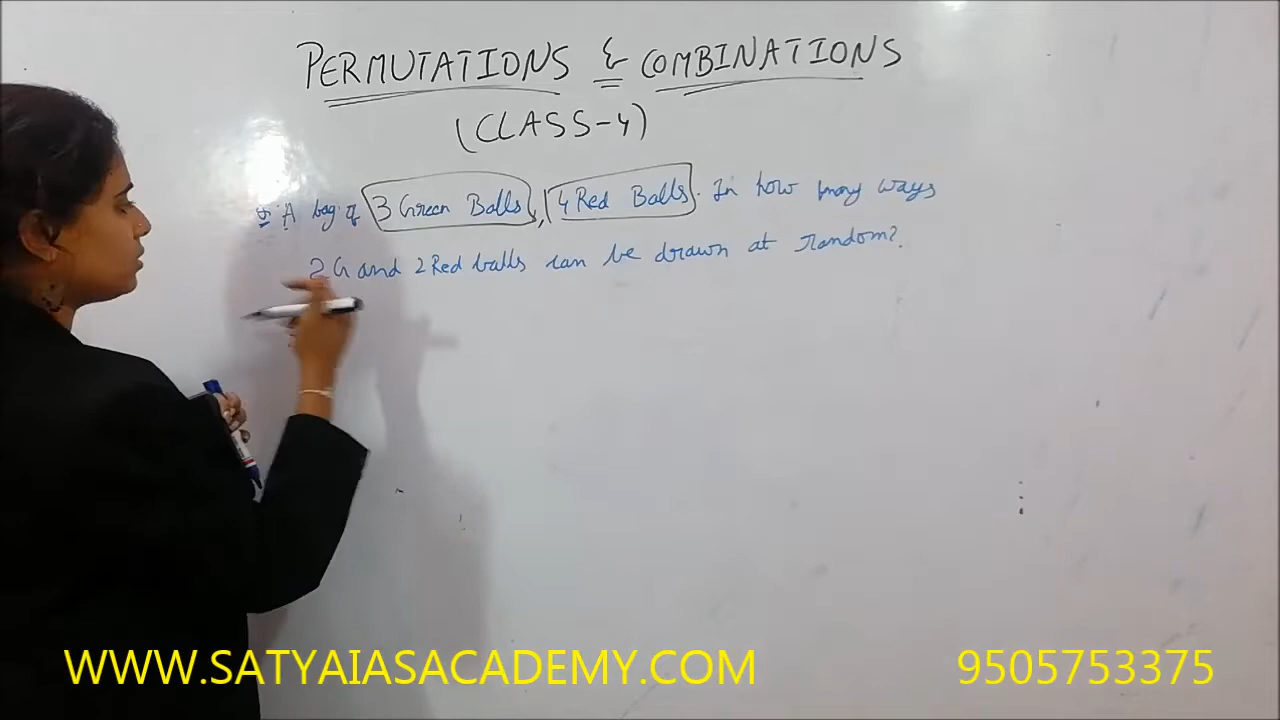 PERMUTATIONS & COMBINATIONS
(CLASS-4)
Q: A bag of 3 Green Balls, 4 Red Balls. In how many ways
2 G and 2 Red balls can be drawn at random?.
WWW.SATYAIASACADEMY.COM 9505753375